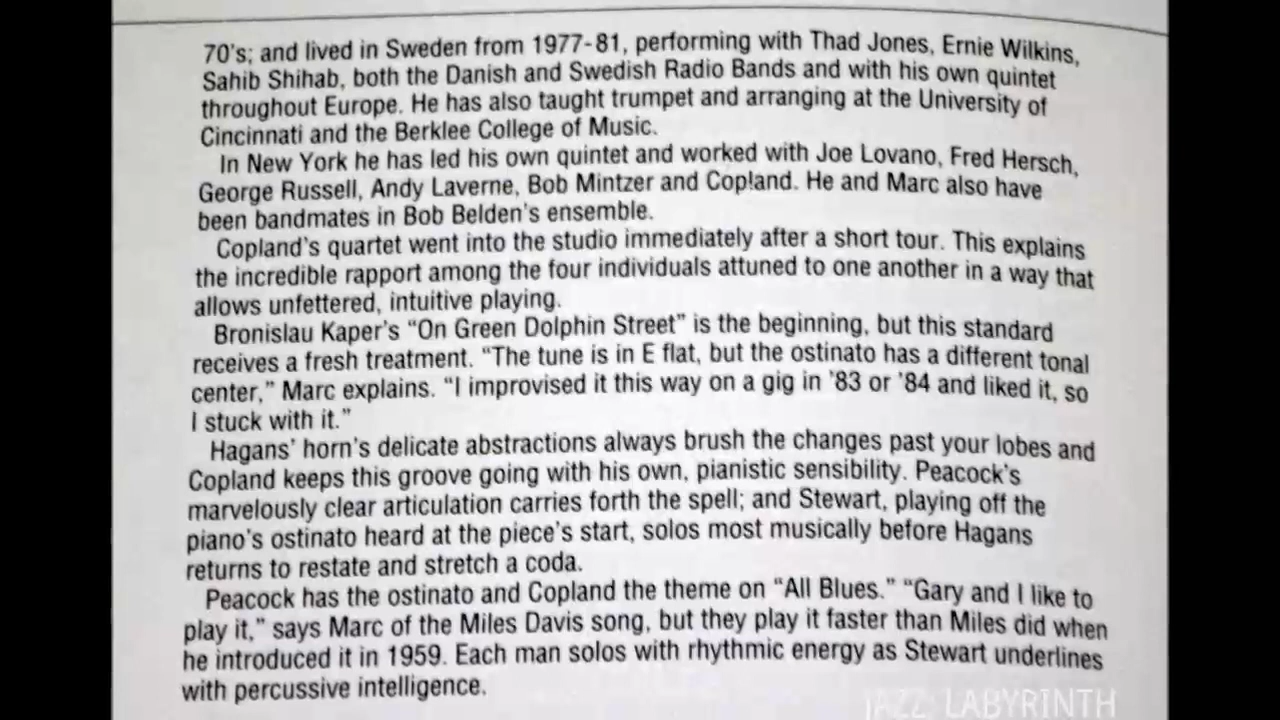 70's; and lived in Sweden from 1977-81, performing with Thad Jones, Ernie Wilkins,
Sahib Shihab, both the Danish and Swedish Radio Bands and with his own quintet
throughout Europe. He has also taught trumpet and arranging at the University of
Cincinnati and the Berklee College of Music.
In New York he has led his own quintet and worked with Joe Lovano, Fred Hersch,
George Russell, Andy Laverne, Bob Mintzer and Copland. He and Marc also have
been bandmates in Bob Belden's ensemble.
Copland's quartet went into the studio immediately after a short tour. This explains
the incredible rapport among the four individuals attuned to one another in a way that
allows unfettered, intuitive playing.
Bronislau Kaper's “On Green Dolphin Street” is the beginning, but this standard
receives a fresh treatment. “The tune is in E flat, but the ostinato has a different tonal
center,” Marc explains. “I improvised it this way on a gig in '83 or '84 and liked it, so
I stuck with it.”
Hagans' horn's delicate abstractions always brush the changes past your lobes and
Copland keeps this groove going with his own, pianistic sensibility. Peacock's
marvelously clear articulation carries forth the spell; and Stewart, playing off the
piano's ostinato heard at the piece's start, solos most musically before Hagans
returns to restate and stretch a coda.
Peacock has the ostinato and Copland the theme on “All Blues.” “Gary and I like to
play it,” says Marc of the Miles Davis song, but they play it faster than Miles did when
he introduced it in 1959. Each man solos with rhythmic energy as Stewart underlines
with percussive intelligence.
JAZZ LABYRINTH